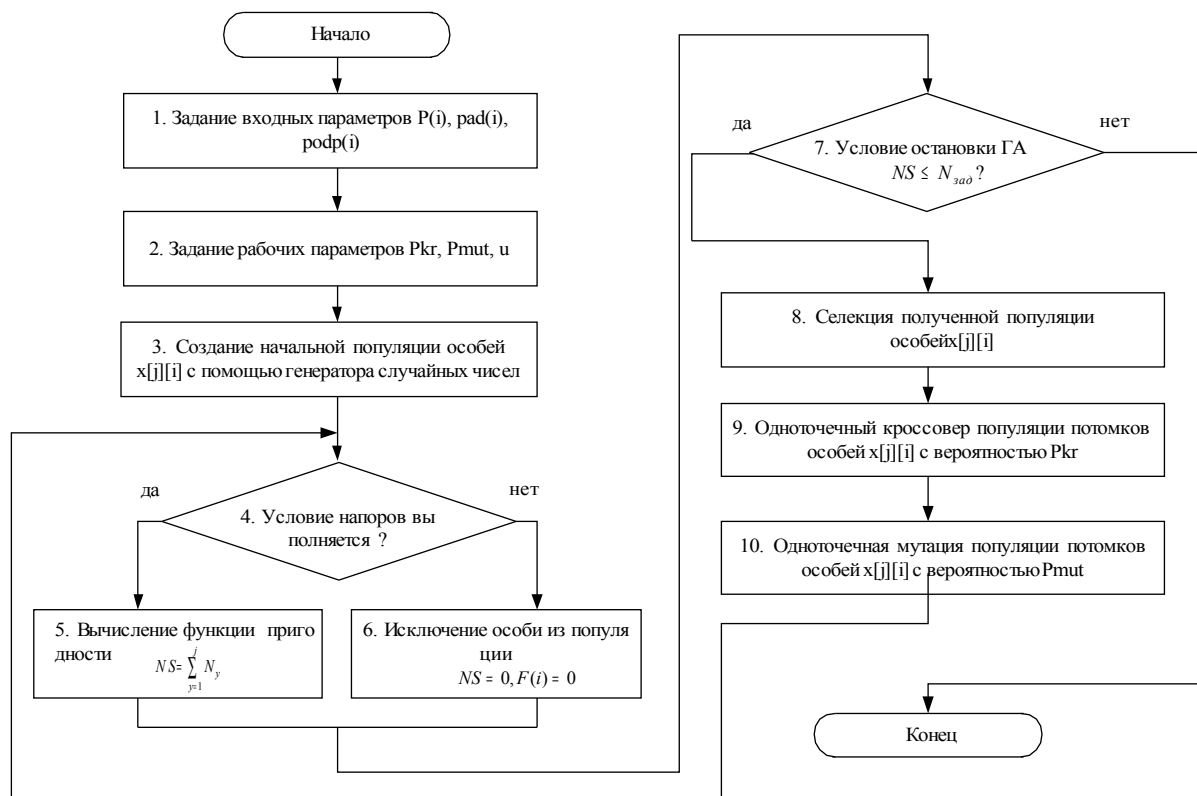 Начало
1. Задание входных параметров P(i), pad(i),
podp(i)
2. Задание рабочих параметров Pkr, Pmut, u
3. Создание начальной популяции особей
x[j][i] с помощью генератора случайных чисел
да
нет
4. Условие напоров вы
полняется ?
5. Вычисление функции приго
дности
NS= j ∑ y=1 N_y
6. Исключение особи из популя
ции
NS = 0, F(i) = 0
да
нет
7. Условие остановки ГА
NS ≤ N_зад ?
8. Селекция полученной популяции
особейx[j][i]
9. Одноточечный кроссовер популяции потомков
особей x[j][i] с вероятностью Pkr
10. Одноточечная мутация популяции потомков
особей x[j][i] с вероятностью Pmut
Конец